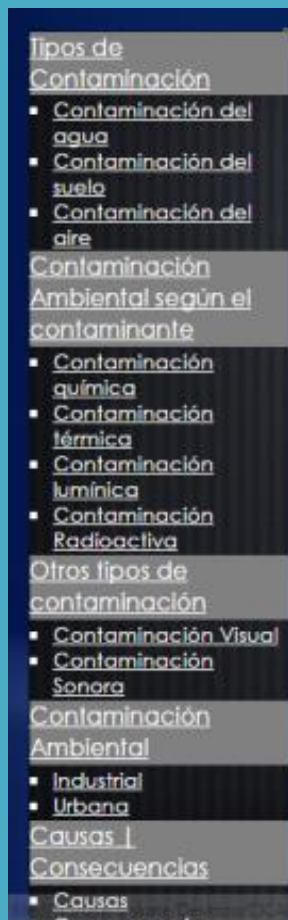 Tipos de
Contaminación
▪ Contaminación del
agua
▪ Contaminación del
suelo
▪ Contaminación del
aire
Contaminación
Ambiental según el
contaminante
▪ Contaminación
química
▪ Contaminación
térmica
▪ Contaminación
lumínica
▪ Contaminación
Radioactiva
Otros tipos de
contaminación
▪ Contaminación Visual
▪ Contaminación
Sonora
Contaminación
Ambiental
▪ Industrial
▪ Urbana
Causas |
Consecuencias
▪ Causas